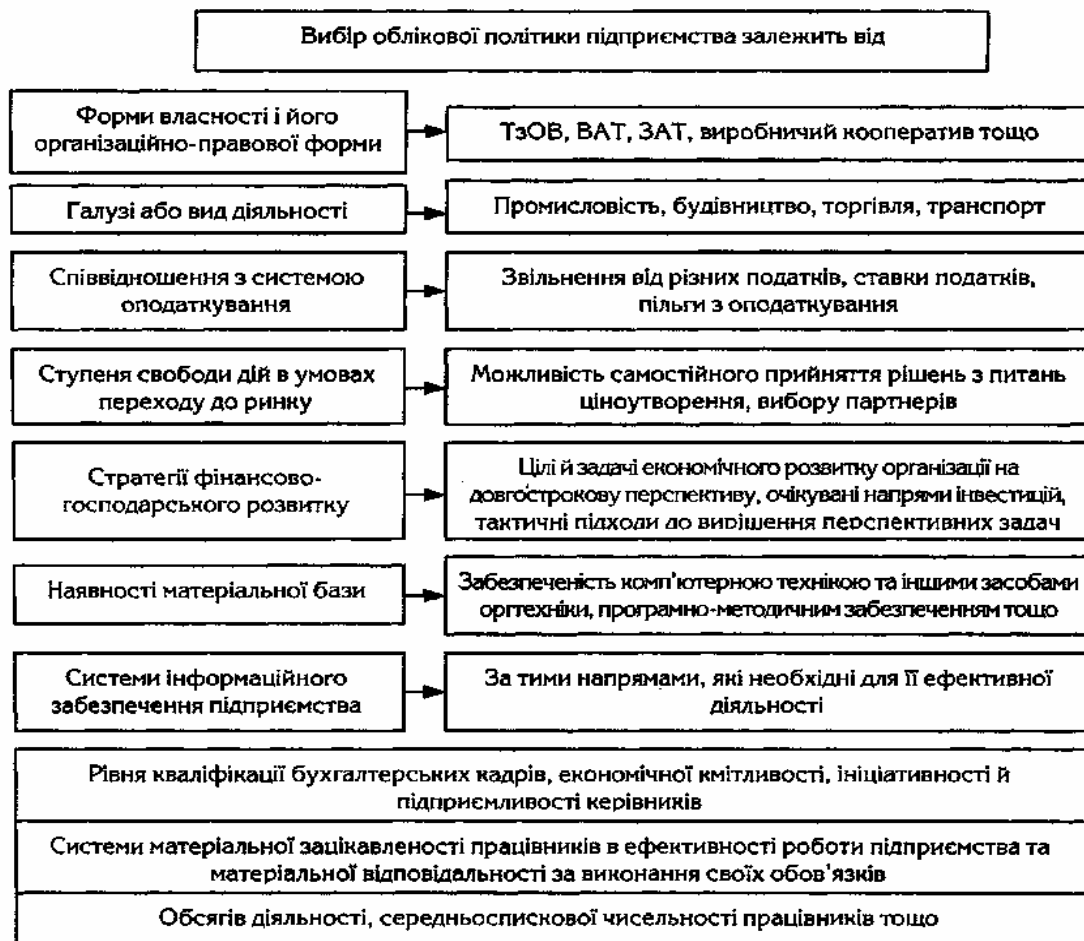 Вибір облікової політики підприємства залежить від
Форми власності і його
організаційно-правової форми
ТзОВ, ВАТ, ЗАТ, виробничий кооператив тощо
Галузі або вид діяльності
Промисловість, будівництво, торгівля, транспорт
Співвідношення з системою
оподаткування
Звільнення від різних податків, ставки податків,
пільги з оподаткування
Ступеня свободи дій в умовах
переходу до ринку
Можливість самостійного прийняття рішень з питань
ціноутворення, вибору партнерів
Стратегії фінансово-
господарського розвитку
Цілі й задачі економічного розвитку організації на
довгострокову перспективу, очікувані напрями інвестицій,
тактичні підходи до вирішення перспективних задач
Наявності матеріальної бази
Забезпеченість комп’ютерною технікою та іншими засобами
оргтехніки, програмно-методичним забезпеченням тощо
Системи інформаційного
забезпечення підприємства
За тими напрямами, які необхідні для її ефективної
діяльності
Рівня кваліфікації бухгалтерських кадрів, економічної кмітливості, ініціативності й
підприємливості керівників
Системи матеріальної зацікавленості працівників в ефективності роботи підприємства та
матеріальної відповідальності за виконання своїх обов’язків
Обсягів діяльності, середньоспискової чисельності працівників тощо